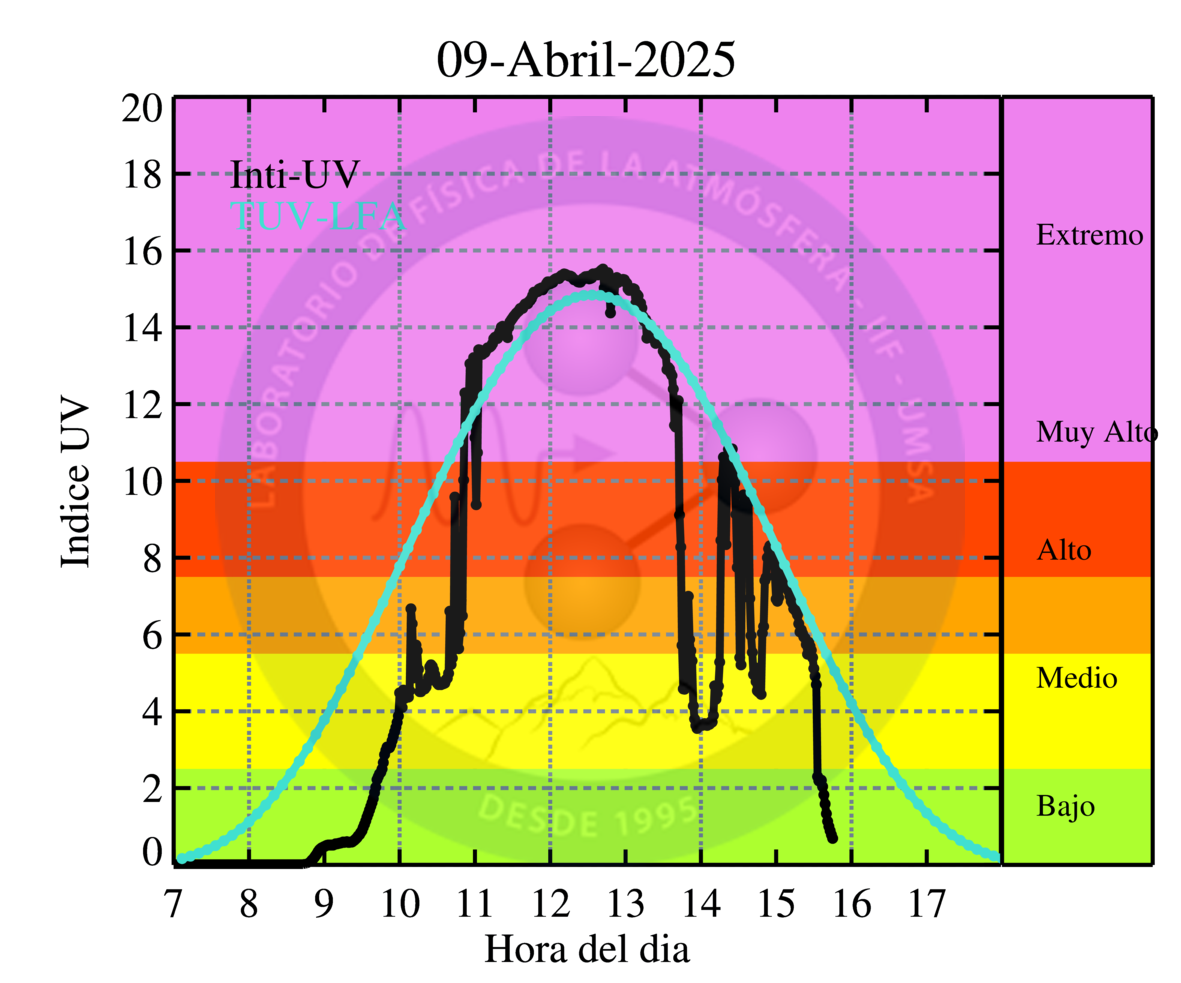 09-Abril-2025
Inti-UV
TUV-LFA
LABORATORIO DE FÍSICA DE LA ATMÓSFERA - IIF - UMSA
DESDE 1995
Indice UV
20
18
16
14
12
10
8
6
4
2
0
Extremo
Muy Alto
Alto
Medio
Bajo
7 8 9 10 11 12 13 14 15 16 17
Hora del dia